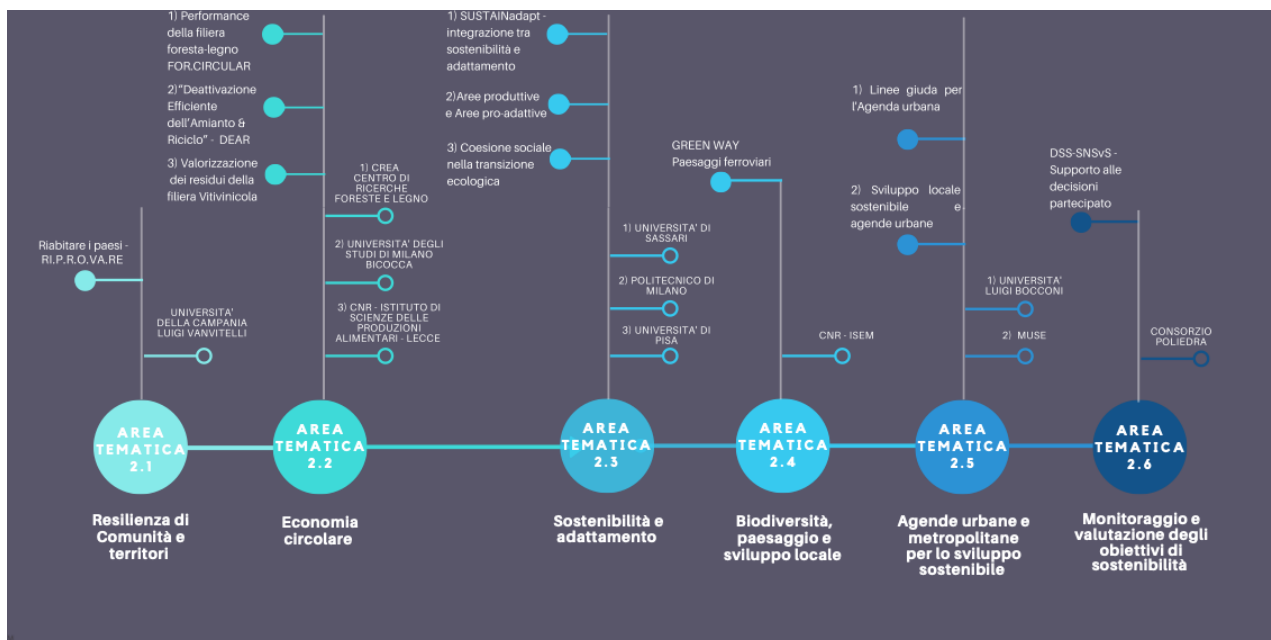 1) Performance
della filiera
foresta-legno
FOR.CIRCULAR
2)"Deattivazione
Efficiente
dell'Amianto &
Riciclo" - DEAR
3) Valorizzazione
dei residui della
filiera Vitivinicola
1) CREA
CENTRO DI
RICERCHE
FORESTE E LEGNO
2) UNIVERSITA' DEGLI
STUDI DI MILANO
BICOCCA
3) CNR - ISTITUTO DI
SCIENZE DELLE
PRODUZIONI
ALIMENTARI - LECCE
Riabitare i paesi -
RI.P.R.O.VA.RE
UNIVERSITA'
DELLA CAMPANIA
LUIGI VANVITELLI
1) SUSTAINadapt -
integrazione tra
sostenibilità e
adattamento
2)Aree produttive
e Aree pro-adattive
3) Coesione sociale
nella transizione
ecologica
1) UNIVERSITA' DI
SASSARI
2) POLITECNICO DI
MILANO
3) UNIVERSITA' DI
PISA
GREEN WAY
Paesaggi ferroviari
CNR - ISEM
1) Linee giuda per
l'Agenda urbana
2) Sviluppo locale
sostenibile e
agende urbane
1) UNIVERSITA'
LUIGI BOCCONI
2) MUSE
DSS-SNSvS -
Supporto alle
decisioni
partecipato
CONSORZIO
POLIEDRA
AREA
TEMATICA
2.1
AREA
TEMATICA
2.2
AREA
TEMATICA
2.3
AREA
TEMATICA
2.4
AREA
TEMATICA
2.5
AREA
TEMATICA
2.6
Resilienza di
Comunità e
territori
Economia
circolare
Sostenibilità e
adattamento
Biodiversità,
paesaggio e
sviluppo locale
Agende urbane e
metropolitane
per lo sviluppo
sostenibile
Monitoraggio e
valutazione degli
obiettivi di
sostenibilità